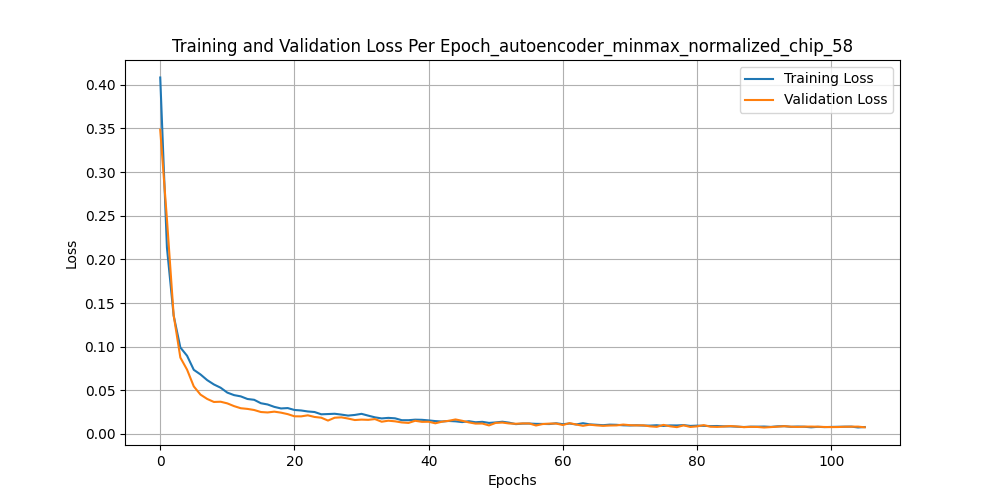 Training and Validation Loss Per Epoch_autoencoder_minmax_normalized_chip_58
Training Loss
Validation Loss
0.40
0.35
0.30
0.25
0.20
0.15
0.10
0.05
0.00
Loss
0 20 40 60 80 100
Epochs